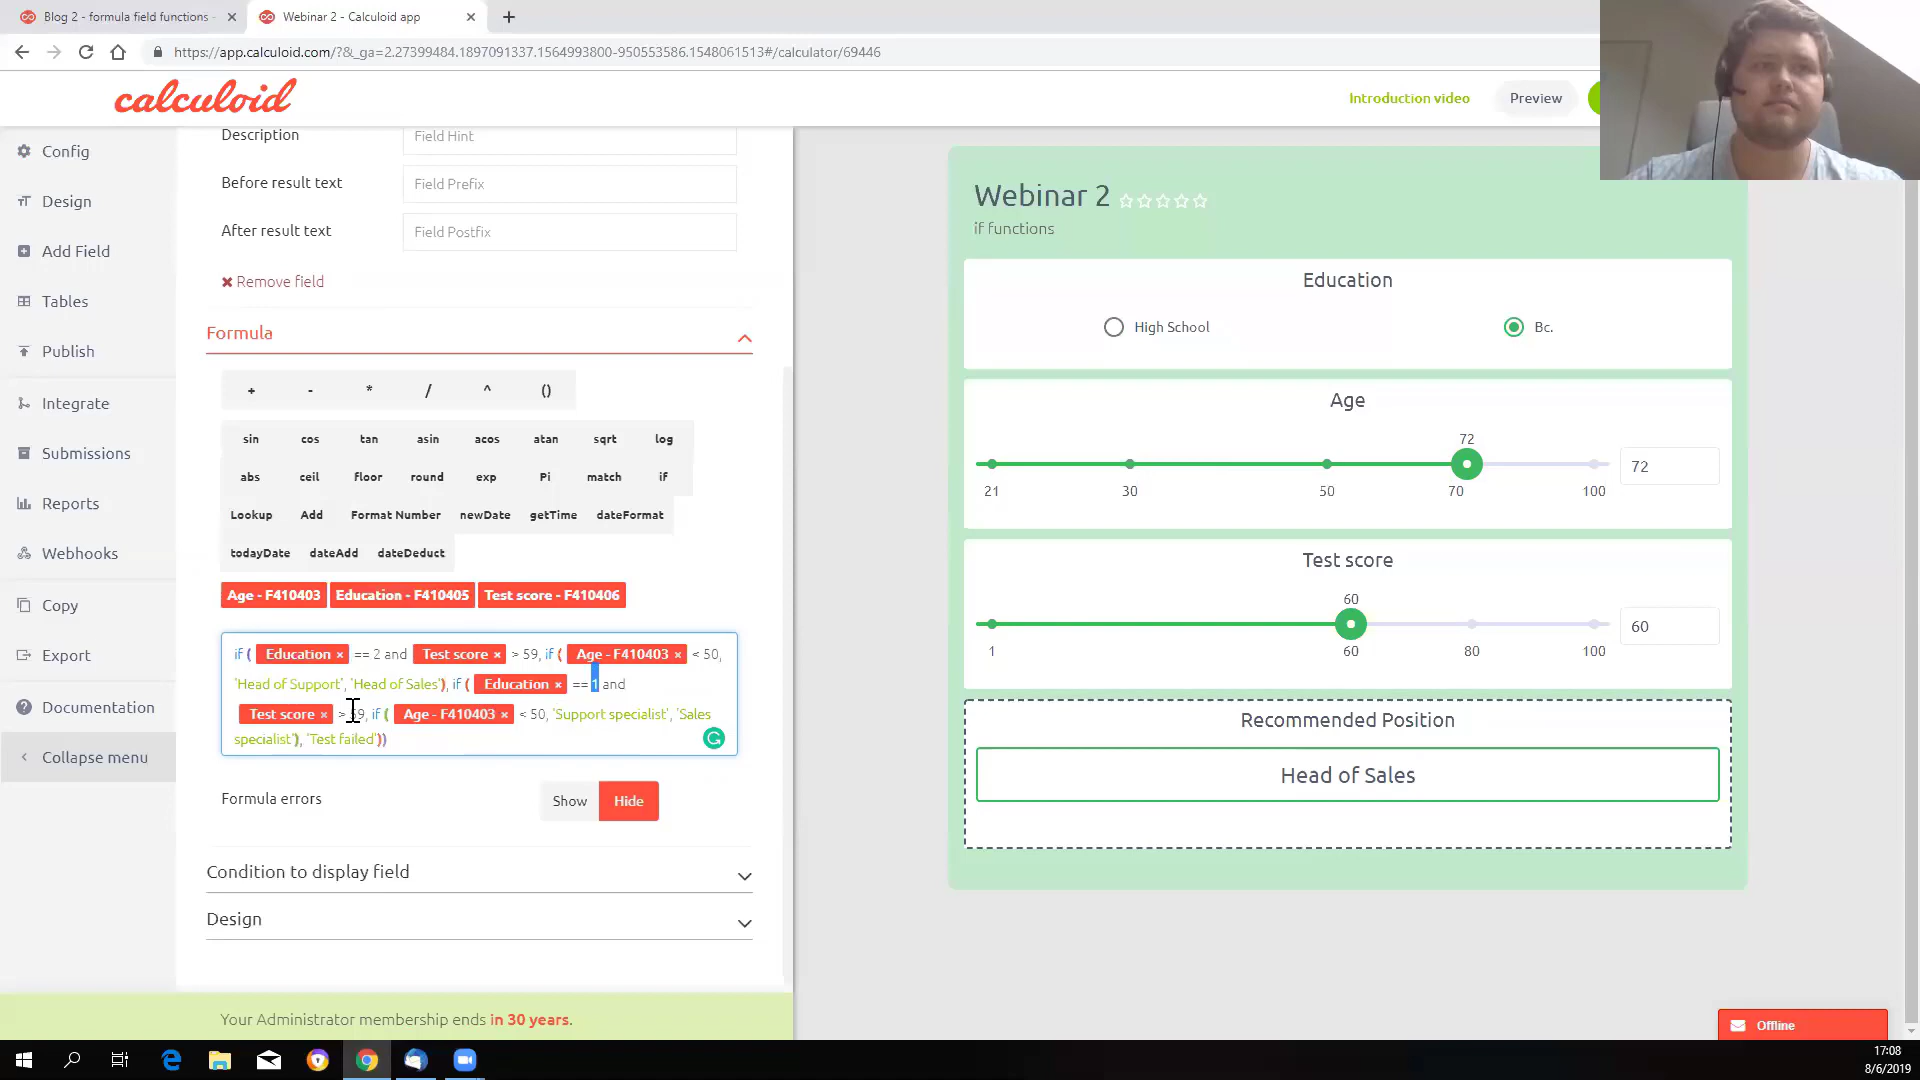 Blog 2 - formula field functions -
Webinar 2 - Calculoid app
https://app.calculoid.com/?&_ga=2.27399484.1897091337.1564993800-950553586.1548061513#/calculator/69446
calculoid
Introduction video
Preview
Config
Design
Add Field
Tables
Publish
Integrate
Submissions
Reports
Webhooks
Copy
Export
Documentation
Collapse menu
Description
Field Hint
Before result text
Field Prefix
After result text
Field Postfix
Remove field
Formula
+ - * / ^ ()
sin cos tan asin acos atan sqrt log
abs ceil floor round exp Pi match if
Lookup Add Format Number newDate getTime dateFormat
todayDate dateAdd dateDeduct
Age - F410403 Education - F410405 Test score - F410406
if ( Education × == 2 and Test score × > 59, if ( Age - F410403 × < 50,
'Head of Support', 'Head of Sales'), if ( Education × == 1 and
Test score × > 59, if ( Age - F410403 × < 50, 'Support specialist', 'Sales
specialist'), 'Test failed'))
Formula errors
Show
Hide
Condition to display field
Design
Your Administrator membership ends in 30 years.
Webinar 2
if functions
Education
High School
Bc.
Age
72
72
21 30 50 70 100
Test score
60
60
1 60 80 100
Recommended Position
Head of Sales
Offline
17:08
8/6/2019